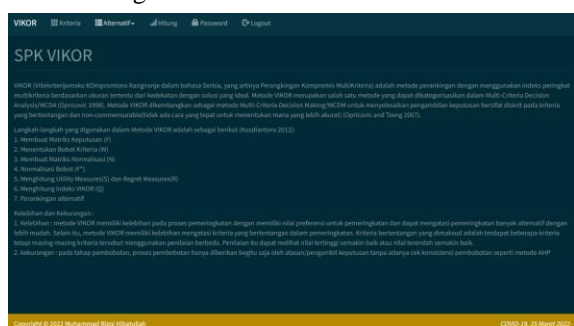 VIKOR Kriteria Alternatif Hitung Password Logout
SPK VIKOR
VIKOR (VIšekriterijumsko KOmpromisno Rangiranje dalam bahasa Serbia, yang artinya Perangkingan Kompromis MultiKriteria) adalah metode perankingan dengan menggunakan indeks peringkat
multikriteria berdasarkan ukuran tertentu dari kedekatan dengan solusi yang ideal. Metode VIKOR merupakan salah satu metode yang dapat dikategorisasikan dalam Multi-Criteria Decision
Analysis/MCDA (Opricovic 1998). Metode VIKOR dikembangkan sebagai metode Multi-Criteria Decision Making/MCDM untuk menyelesaikan pengambilan keputusan bersifat diskrit pada kriteria
yang bertentangan dan non-commensurable(tidak ada cara yang tepat untuk menentukan mana yang lebih akurat) (Opricovic and Tzeng 2007).
Langkah-langkah yang digunakan dalam Metode VIKOR adalah sebagai berikut (Kusdiantoro 2012):
1. Membuat Matriks Keputusan (F)
2. Menentukan Bobot Kriteria (W)
3. Membuat Matriks Normalisasi (N)
4. Normalisasi Bobot (F*)
5. Menghitung Utility Measures(S) dan Regret Measures(R)
6. Menghitung indeks VIKOR (Q)
7. Perankingan alternatif
Kelebihan dan Kekurangan :
1. Kelebihan : metode VIKOR memiliki kelebihan pada proses pemeringkatan dengan memiliki nilai preferensi untuk pemeringkatan dan dapat mengatasi pemeringkatan banyak alternatif dengan
lebih mudah. Selain itu, metode VIKOR memiliki kelebihan mengatasi kriteria yang bertentangan dalam pemeringkatan. Kriteria bertentangan yang dimaksud adalah terdapat beberapa kriteria
tetapi masing masing kriteria tersebut menggunakan penilaian berbeda. Penilaian itu dapat melihat nilai tertinggi semakin baik atau nilai terendah semakin baik.
2. kekurangan : pada tahap pembobotan, proses pembobotan hanya diberikan begitu saja oleh atasan/pengambil keputusan tanpa adanya cek konsistensi pembobotan seperti metode AHP
Copyright © 2022 Muhammad Rizqi Hibatullah COVID-19, 25 Maret 2022